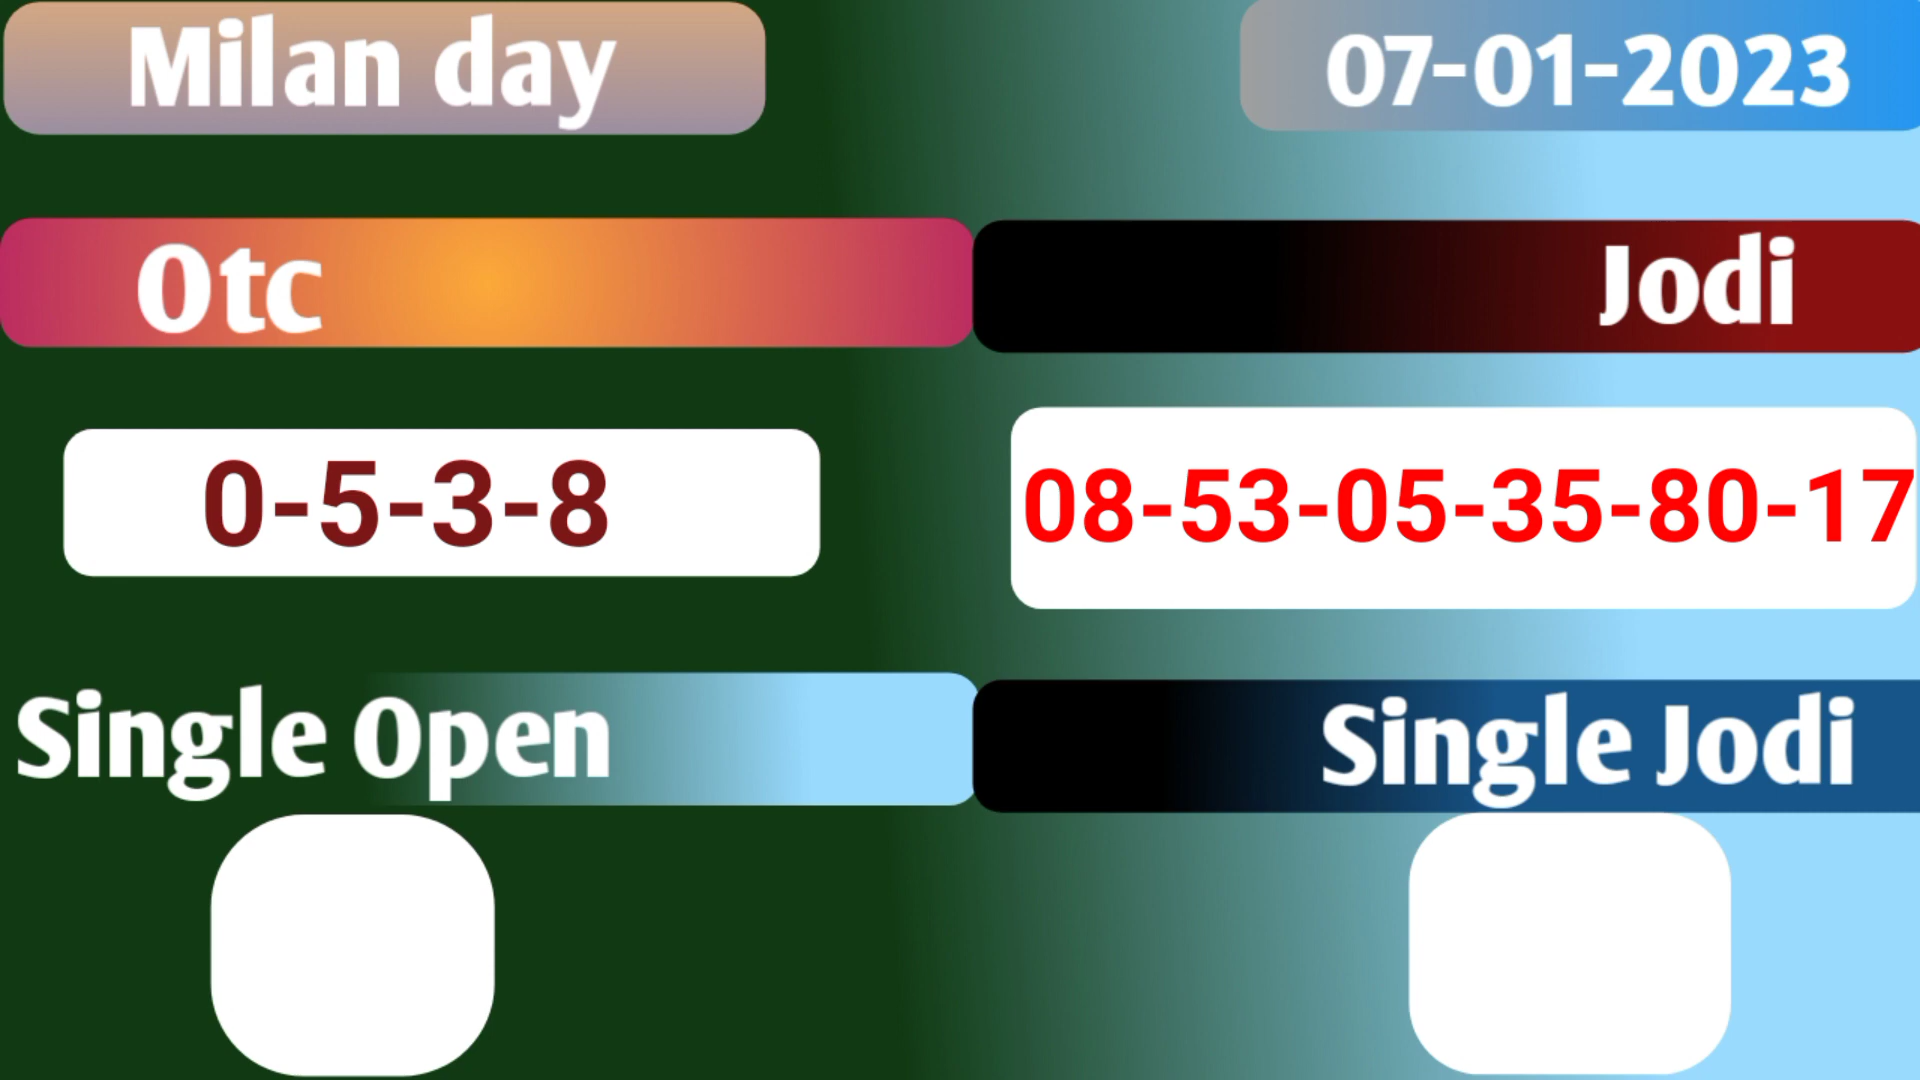 Milan day
07-01-2023
Otc
Jodi
0-5-3-8
08-53-05-35-80-17
Single Open
Single Jodi